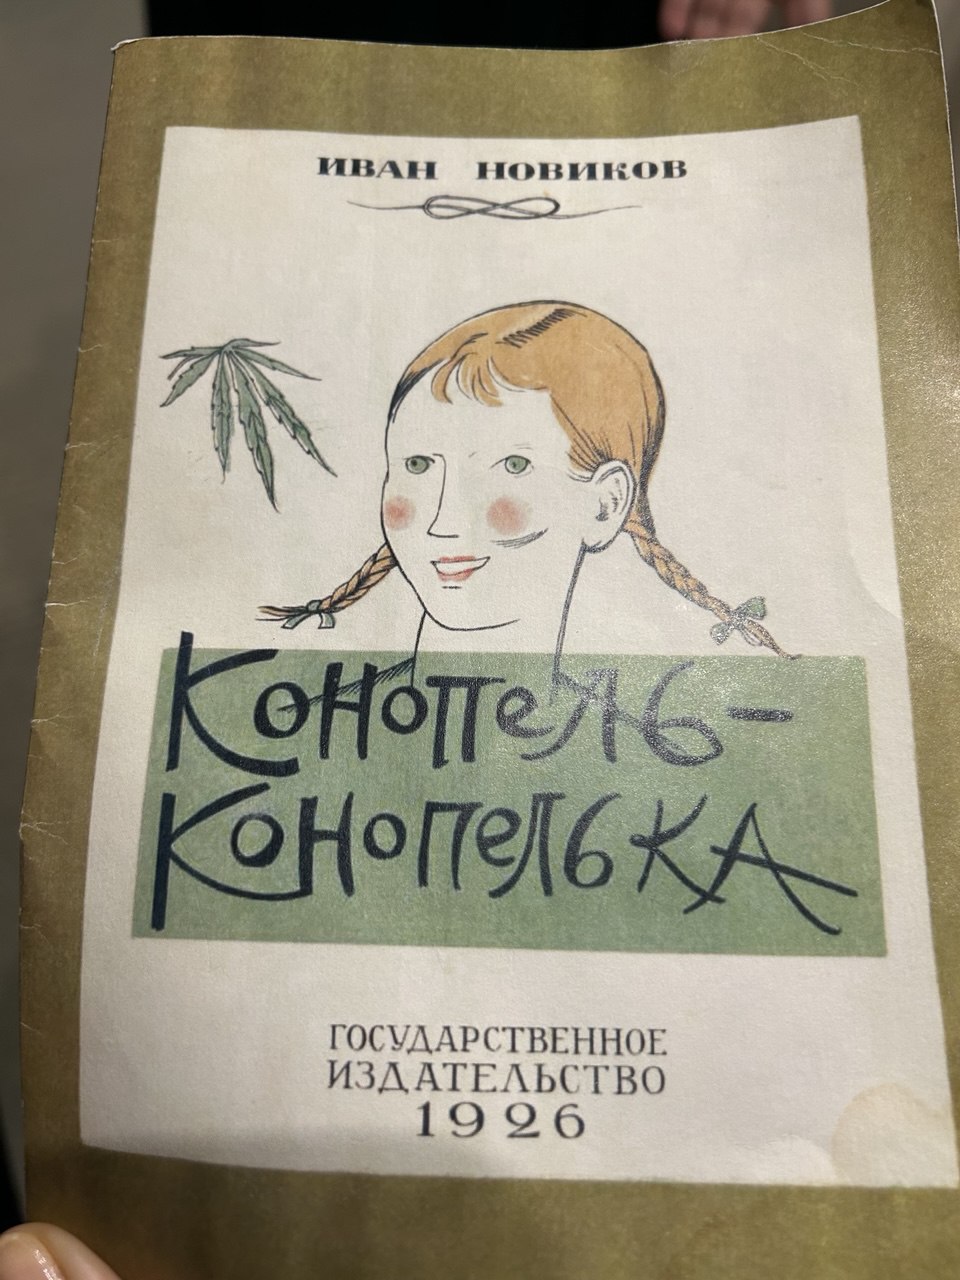 ИВАН НОВИКОВ
КОНОПЕЛЬ-
КОНОПЕЛЬКА
ГОСУДАРСТВЕННОЕ
ИЗДАТЕЛЬСТВО
1926